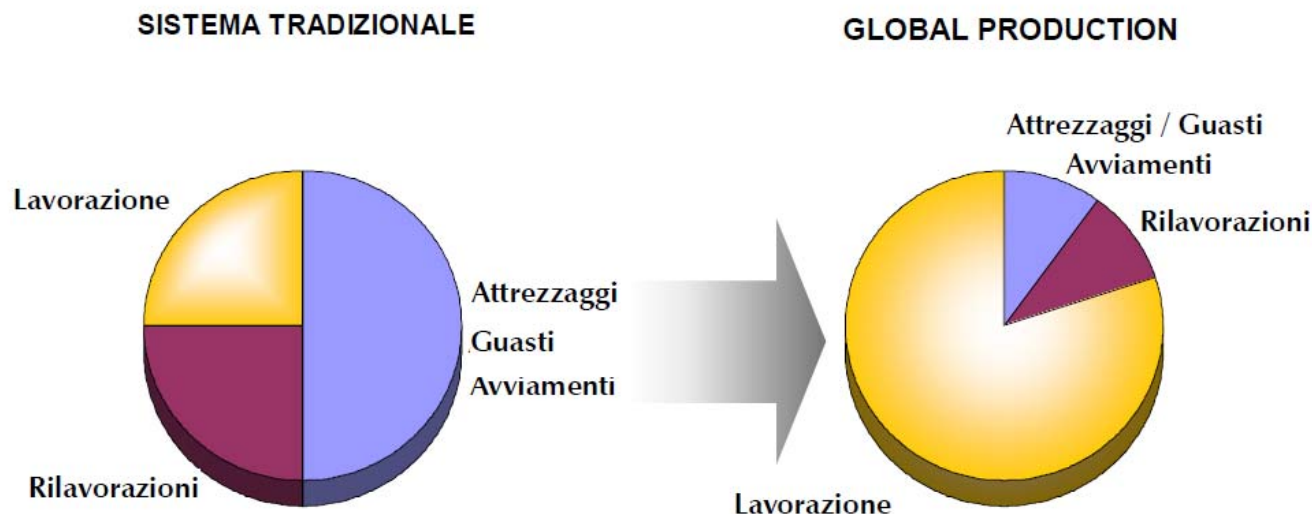 SISTEMA TRADIZIONALE
Lavorazione
Attrezzaggi
Guasti
Avviamenti
Rilavorazioni
GLOBAL PRODUCTION
Attrezzaggi / Guasti
Avviamenti
Rilavorazioni
Lavorazione